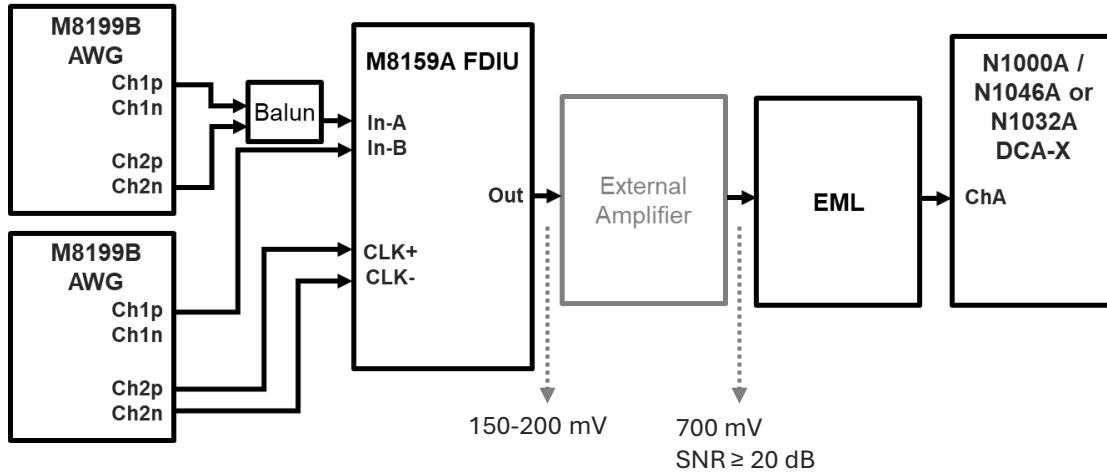 M8199B
AWG
Ch1p
Ch1n
Ch2p
Ch2n
Balun
M8159A FDIU
In-A
In-B
Out
CLK+
CLK-
External
Amplifier
EML
N1000A /
N1046A or
N1032A
DCA-X
ChA
M8199B
AWG
Ch1p
Ch1n
Ch2p
Ch2n
150-200 mV
700 mV
SNR ≥ 20 dB